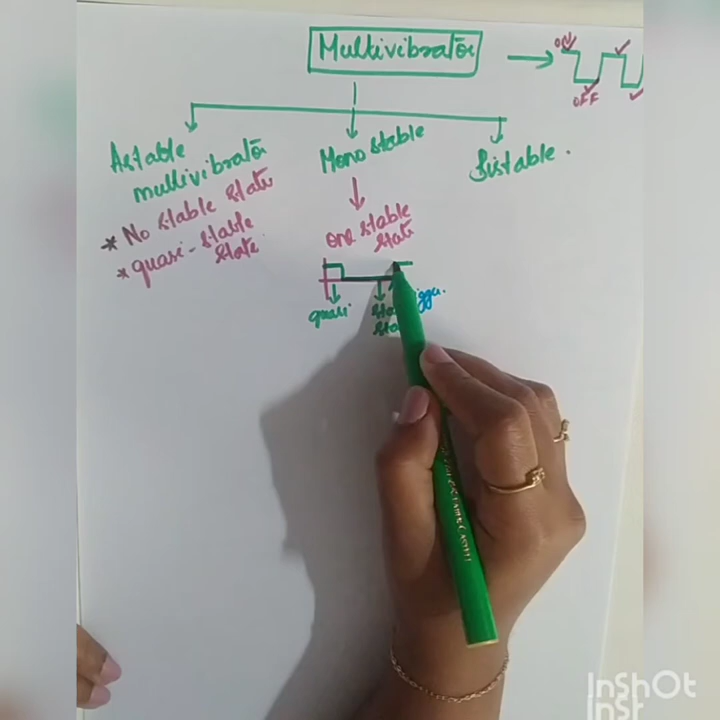 Multivibrator
ON
OFF
Astable
multivibrator
Mono stable
Bistable.
* No stable state
* quasi-stable
state.
one stable
state
quasi
InShOt